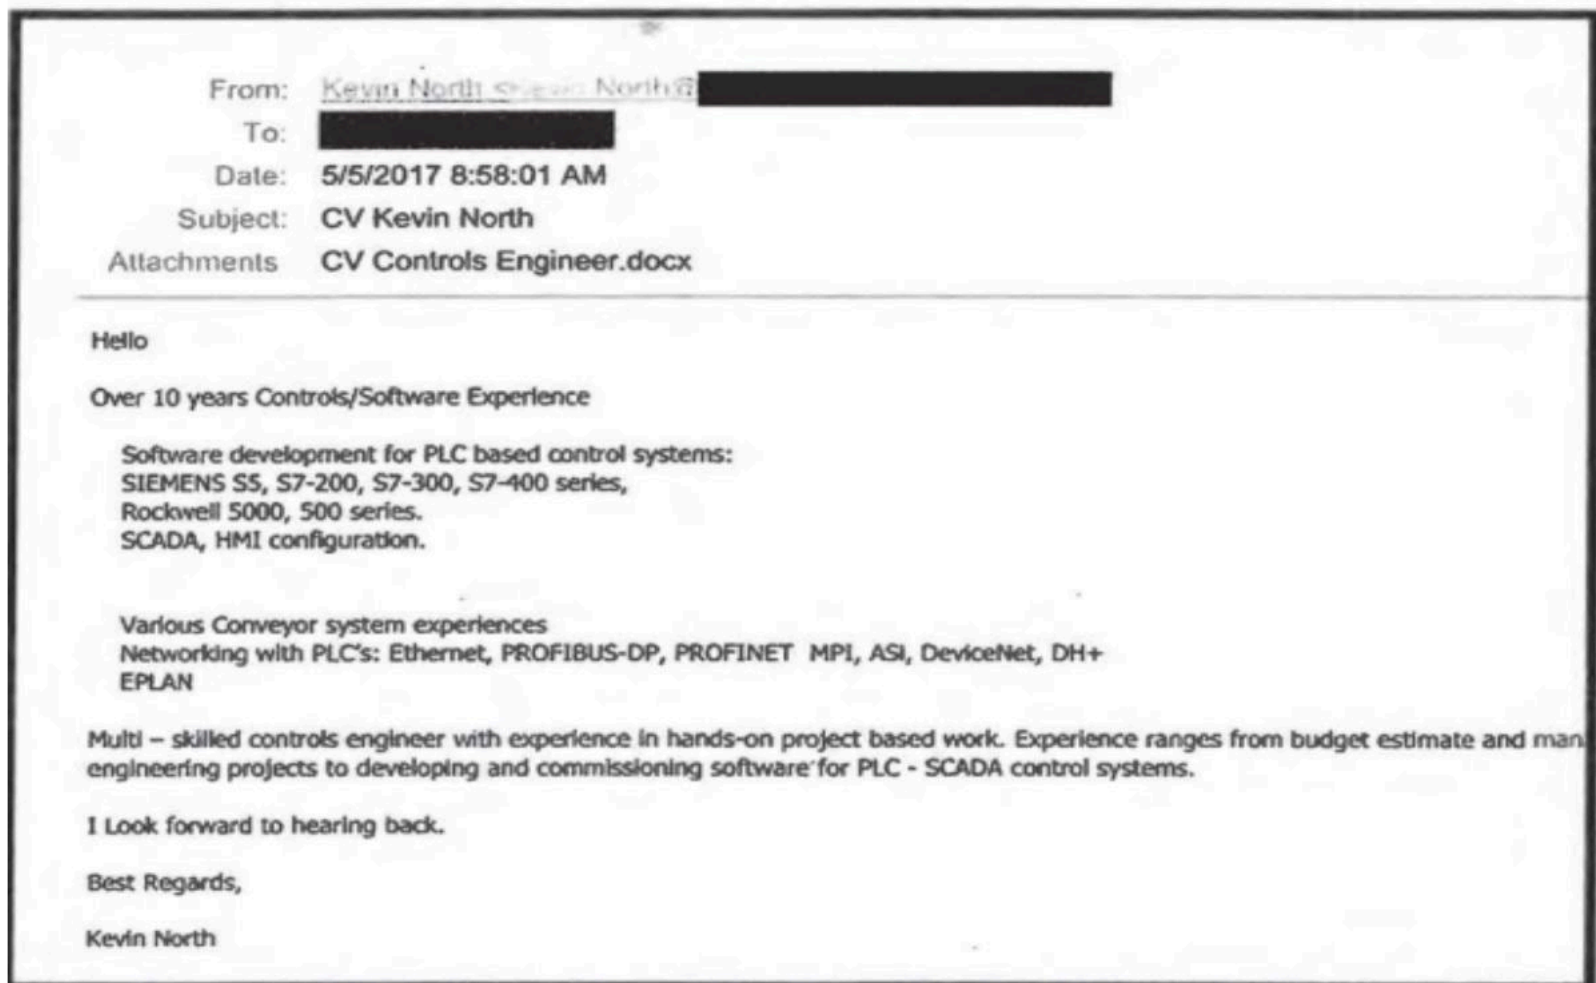 From: Kevin North North@
To:
Date: 5/5/2017 8:58:01 AM
Subject: CV Kevin North
Attachments CV Controls Engineer.docx
Hello
Over 10 years Controls/Software Experience
Software development for PLC based control systems:
SIEMENS S5, S7-200, S7-300, S7-400 series,
Rockwell 5000, 500 series.
SCADA, HMI configuration.
Various Conveyor system experiences
Networking with PLC's: Ethernet, PROFIBUS-DP, PROFINET MPI, ASI, DeviceNet, DH+
EPLAN
Multi – skilled controls engineer with experience in hands-on project based work. Experience ranges from budget estimate and man
engineering projects to developing and commissioning software for PLC - SCADA control systems.
I Look forward to hearing back.
Best Regards,
Kevin North